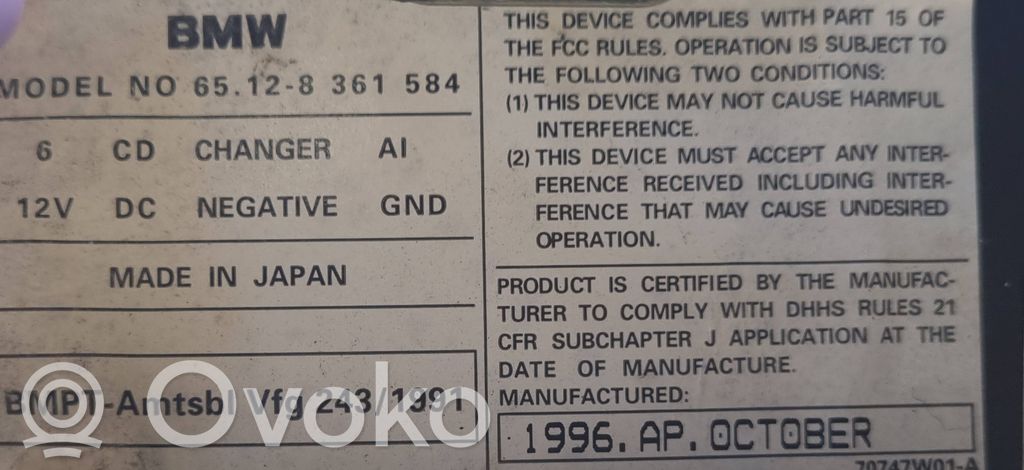 BMW
MODEL NO 65.12-8 361 584
6 CD CHANGER AI
12V DC NEGATIVE GND
MADE IN JAPAN
BMPT-Amtsbl Vfg 243/1991
THIS DEVICE COMPLIES WITH PART 15 OF
THE FCC RULES. OPERATION IS SUBJECT TO
THE FOLLOWING TWO CONDITIONS:
(1) THIS DEVICE MAY NOT CAUSE HARMFUL
INTERFERENCE.
(2) THIS DEVICE MUST ACCEPT ANY INTER-
FERENCE RECEIVED INCLUDING INTER-
FERENCE THAT MAY CAUSE UNDESIRED
OPERATION.
PRODUCT IS CERTIFIED BY THE MANUFAC-
TURER TO COMPLY WITH DHHS RULES 21
CFR SUBCHAPTER J APPLICATION AT THE
DATE OF MANUFACTURE.
MANUFACTURED:
1996. AP. OCTOBER
70747W01-A
Ovoko